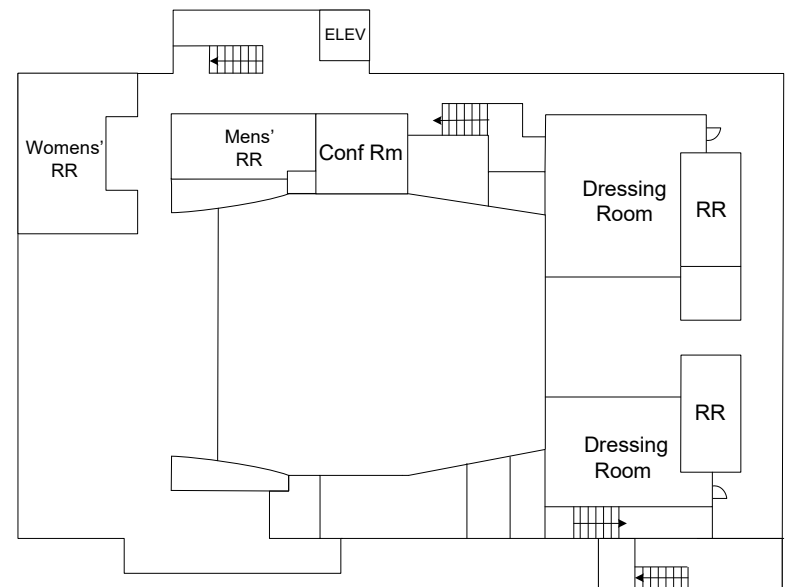 ELEV
Womens'
RR
Mens'
RR
Conf Rm
Dressing
Room
RR
RR
Dressing
Room